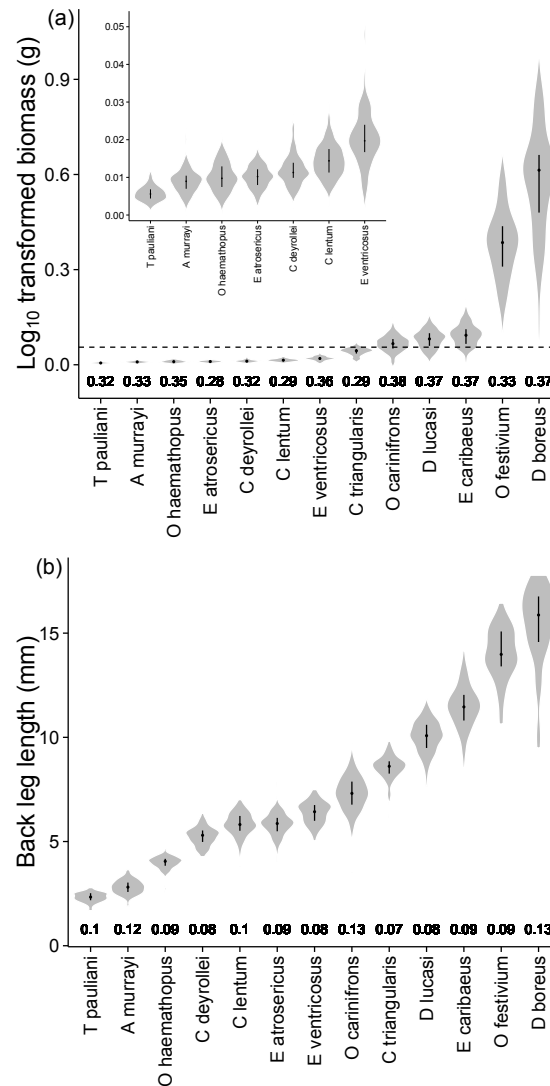 (a)
Log10 transformed biomass (g)
0.9
0.6
0.3
0.0
0.05
0.04
0.03
0.02
0.01
0.00
T pauliani
A murrayi
O haemathopus
E atrosericus
C deyrollei
C lentum
E ventricosus
0.32 0.33 0.35 0.28 0.32 0.29 0.36 0.29 0.38 0.37 0.37 0.33 0.37
T pauliani
A murrayi
O haemathopus
E atrosericus
C deyrollei
C lentum
E ventricosus
C triangularis
O carinifrons
D lucasi
E caribaeus
O festivium
D boreus
(b)
Back leg length (mm)
15
10
5
0
0.1 0.12 0.09 0.08 0.1 0.09 0.08 0.13 0.07 0.08 0.09 0.09 0.13
T pauliani
A murrayi
O haemathopus
C deyrollei
C lentum
E atrosericus
E ventricosus
O carinifrons
C triangularis
D lucasi
E caribaeus
O festivium
D boreus